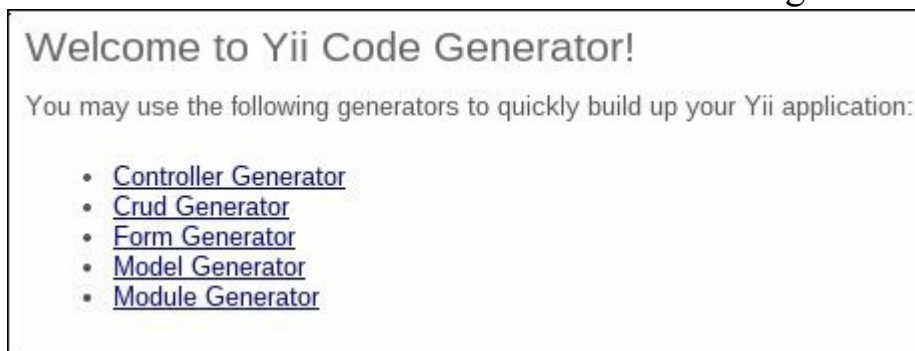 Welcome to Yii Code Generator!
You may use the following generators to quickly build up your Yii application:
• Controller Generator
• Crud Generator
• Form Generator
• Model Generator
• Module Generator